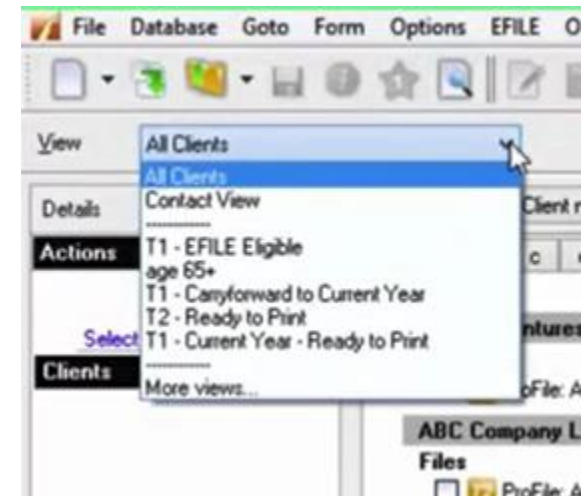 File Database Goto Form Options EFILE
View All Clients
All Clients
Contact View
------------
T1 - EFILE Eligible
age 65+
T1 - Carryforward to Current Year
T2 - Ready to Print
T1 - Current Year - Ready to Print
------------
More views...
Details
Actions
Select
Clients
Client
c
ABC Company
Files
ProFile: